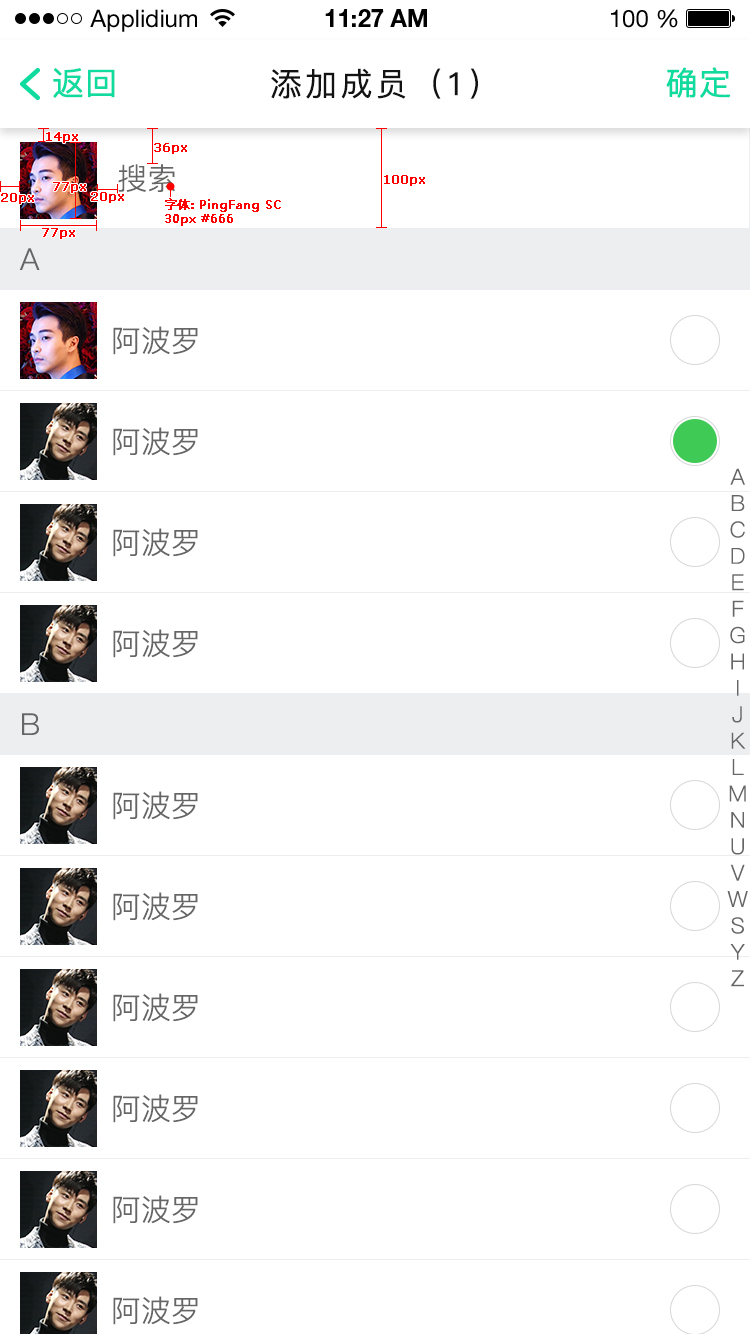 Applidium 11:27 AM 100 %
返回 添加成员（1） 确定
14px
36px
搜索
100px
77px
20px
20px
字体: PingFang SC
30px #666
77px
A
阿波罗
阿波罗
阿波罗
阿波罗
B
阿波罗
阿波罗
阿波罗
阿波罗
阿波罗
阿波罗
A
B
C
D
E
F
G
H
I
J
K
L
M
N
U
V
W
S
Y
Z